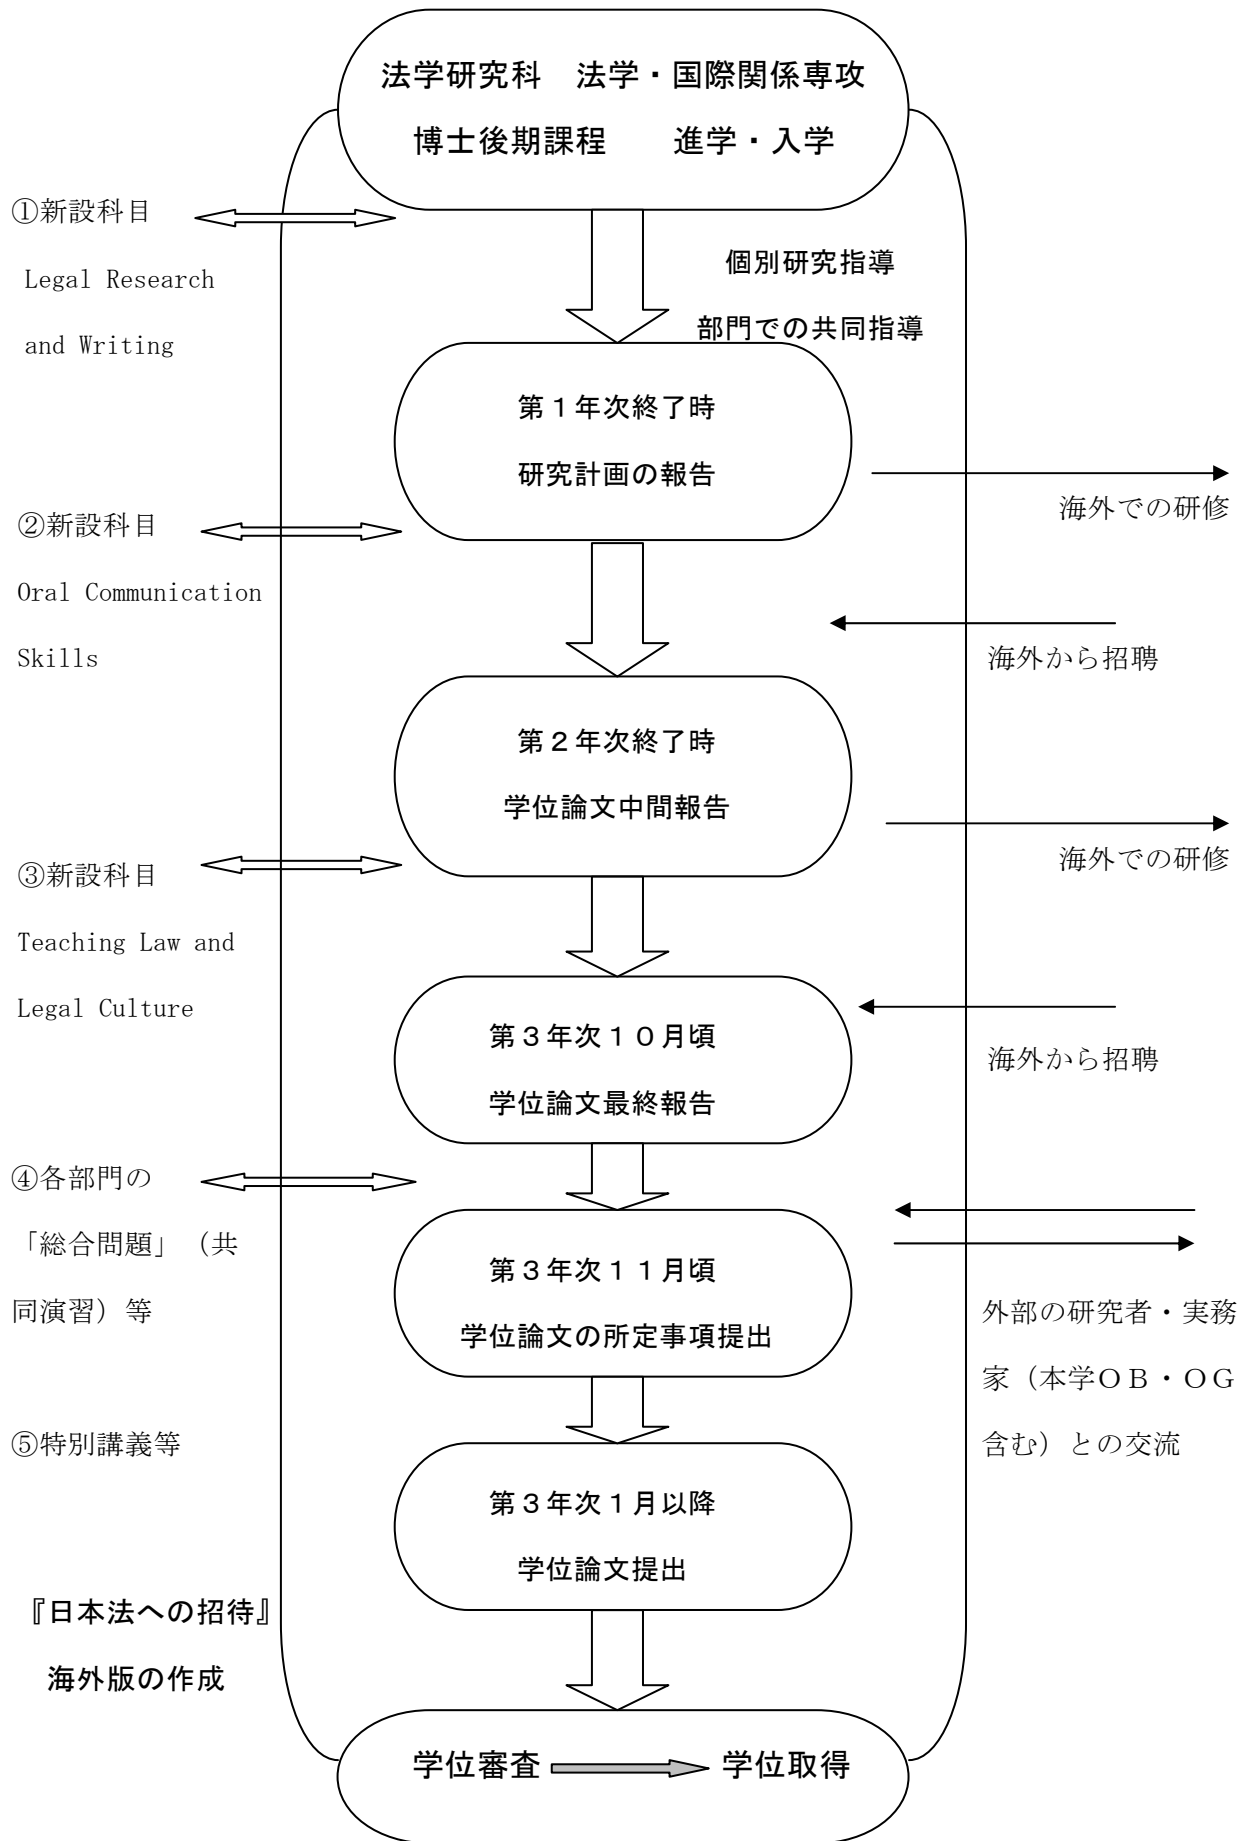 法学研究科　法学・国際関係専攻
博士後期課程　　進学・入学
①新設科目
Legal Research
and Writing
個別研究指導
部門での共同指導
第１年次終了時
研究計画の報告
海外での研修
②新設科目
Oral Communication
Skills
海外から招聘
第２年次終了時
学位論文中間報告
海外での研修
③新設科目
Teaching Law and
Legal Culture
第３年次１０月頃
学位論文最終報告
海外から招聘
④各部門の
「総合問題」（共
同演習）等
第３年次１１月頃
学位論文の所定事項提出
外部の研究者・実務
家（本学ＯＢ・ＯＧ
含む）との交流
⑤特別講義等
第３年次１月以降
学位論文提出
『日本法への招待』
海外版の作成
学位審査　学位取得